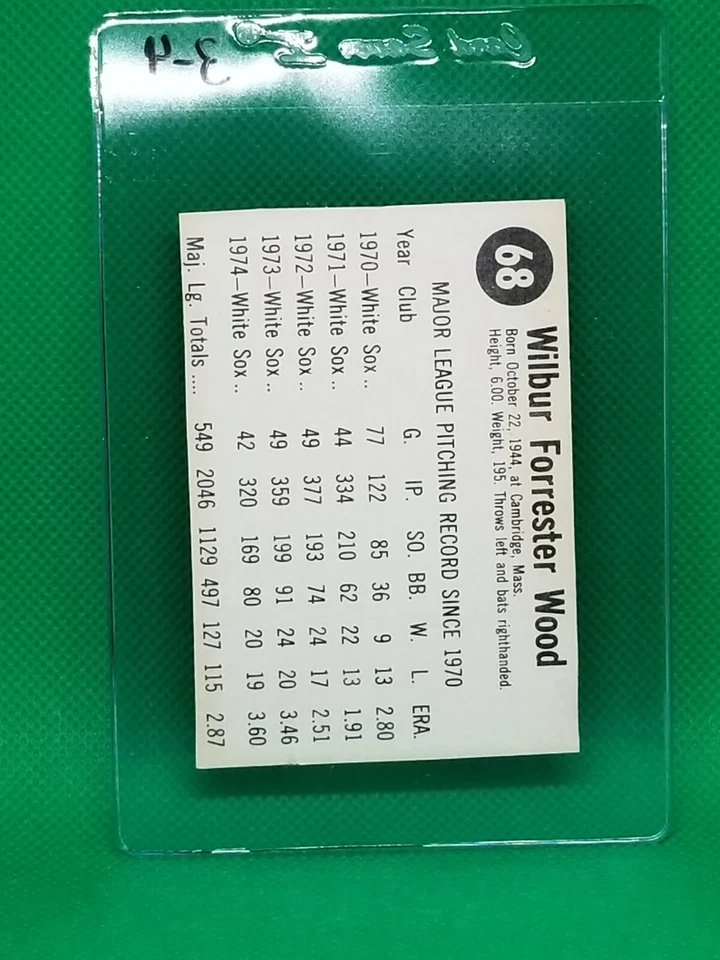 68
Wilbur Forrester Wood
Born October 22, 1944, at Cambridge, Mass.
Height, 6.00. Weight, 195. Throws left and bats righthanded.
MAJOR LEAGUE PITCHING RECORD SINCE 1970
Year Club G. IP. SO. BB. W. L. ERA.
1970—White Sox .. 77 122 85 36 9 13 2.80
1971—White Sox .. 44 334 210 62 22 13 1.91
1972—White Sox .. 49 377 193 74 24 17 2.51
1973—White Sox .. 49 359 199 91 24 20 3.46
1974—White Sox .. 42 320 169 80 20 19 3.60
Maj. Lg. Totals .... 549 2046 1129 497 127 115 2.87
Card Saver